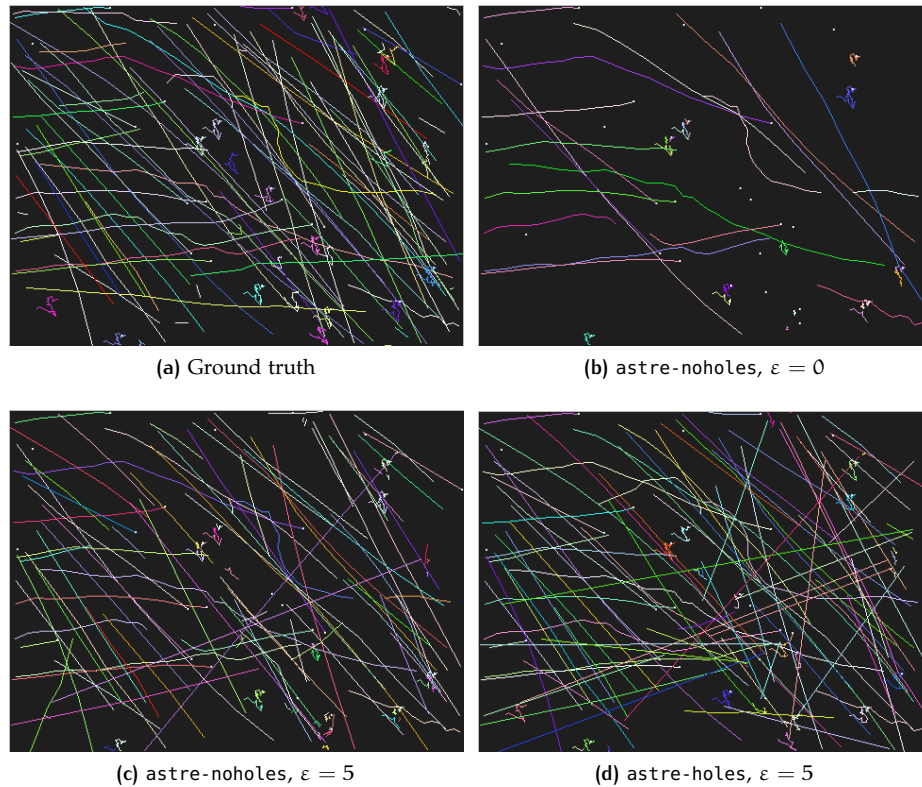 (a) Ground truth
(b) astre-noholes, ε = 0
(c) astre-noholes, ε = 5
(d) astre-holes, ε = 5